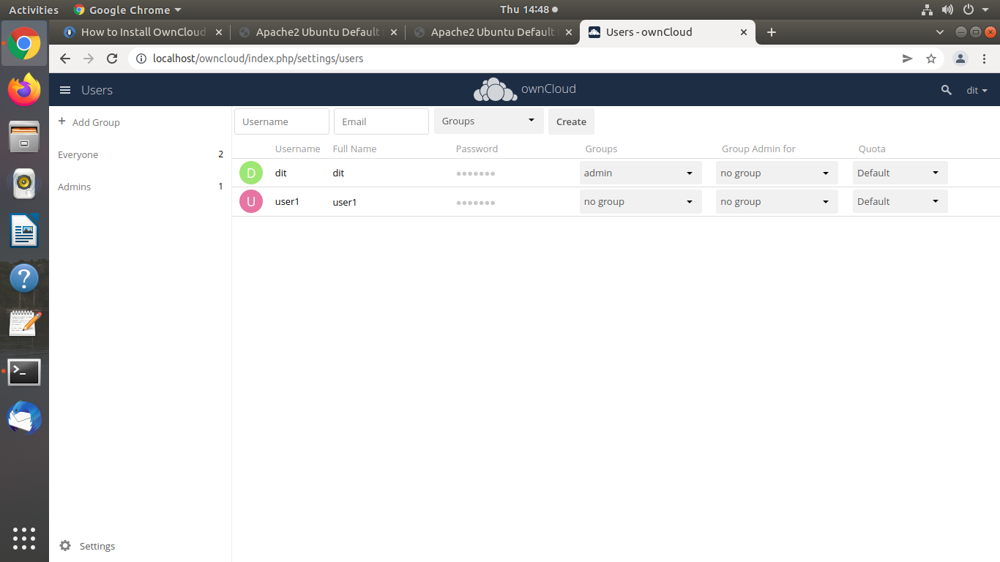 Activities Google Chrome Thu 14:48
How to Install OwnCloud Apache2 Ubuntu Default Apache2 Ubuntu Default Users - ownCloud
localhost/owncloud/index.php/settings/users
Users ownCloud dit
+ Add Group
Everyone 2
Admins 1
Username Email Groups Create
Username Full Name Password Groups Group Admin for Quota
D dit dit ●●●●●●● admin no group Default
U user1 user1 ●●●●●●● no group no group Default
Settings